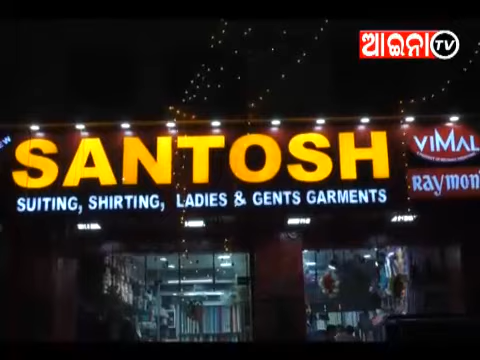 ଆଇନା TV
SANTOSH
SUITING, SHIRTING, LADIES & GENTS GARMENTS
VIMAL
Raymon